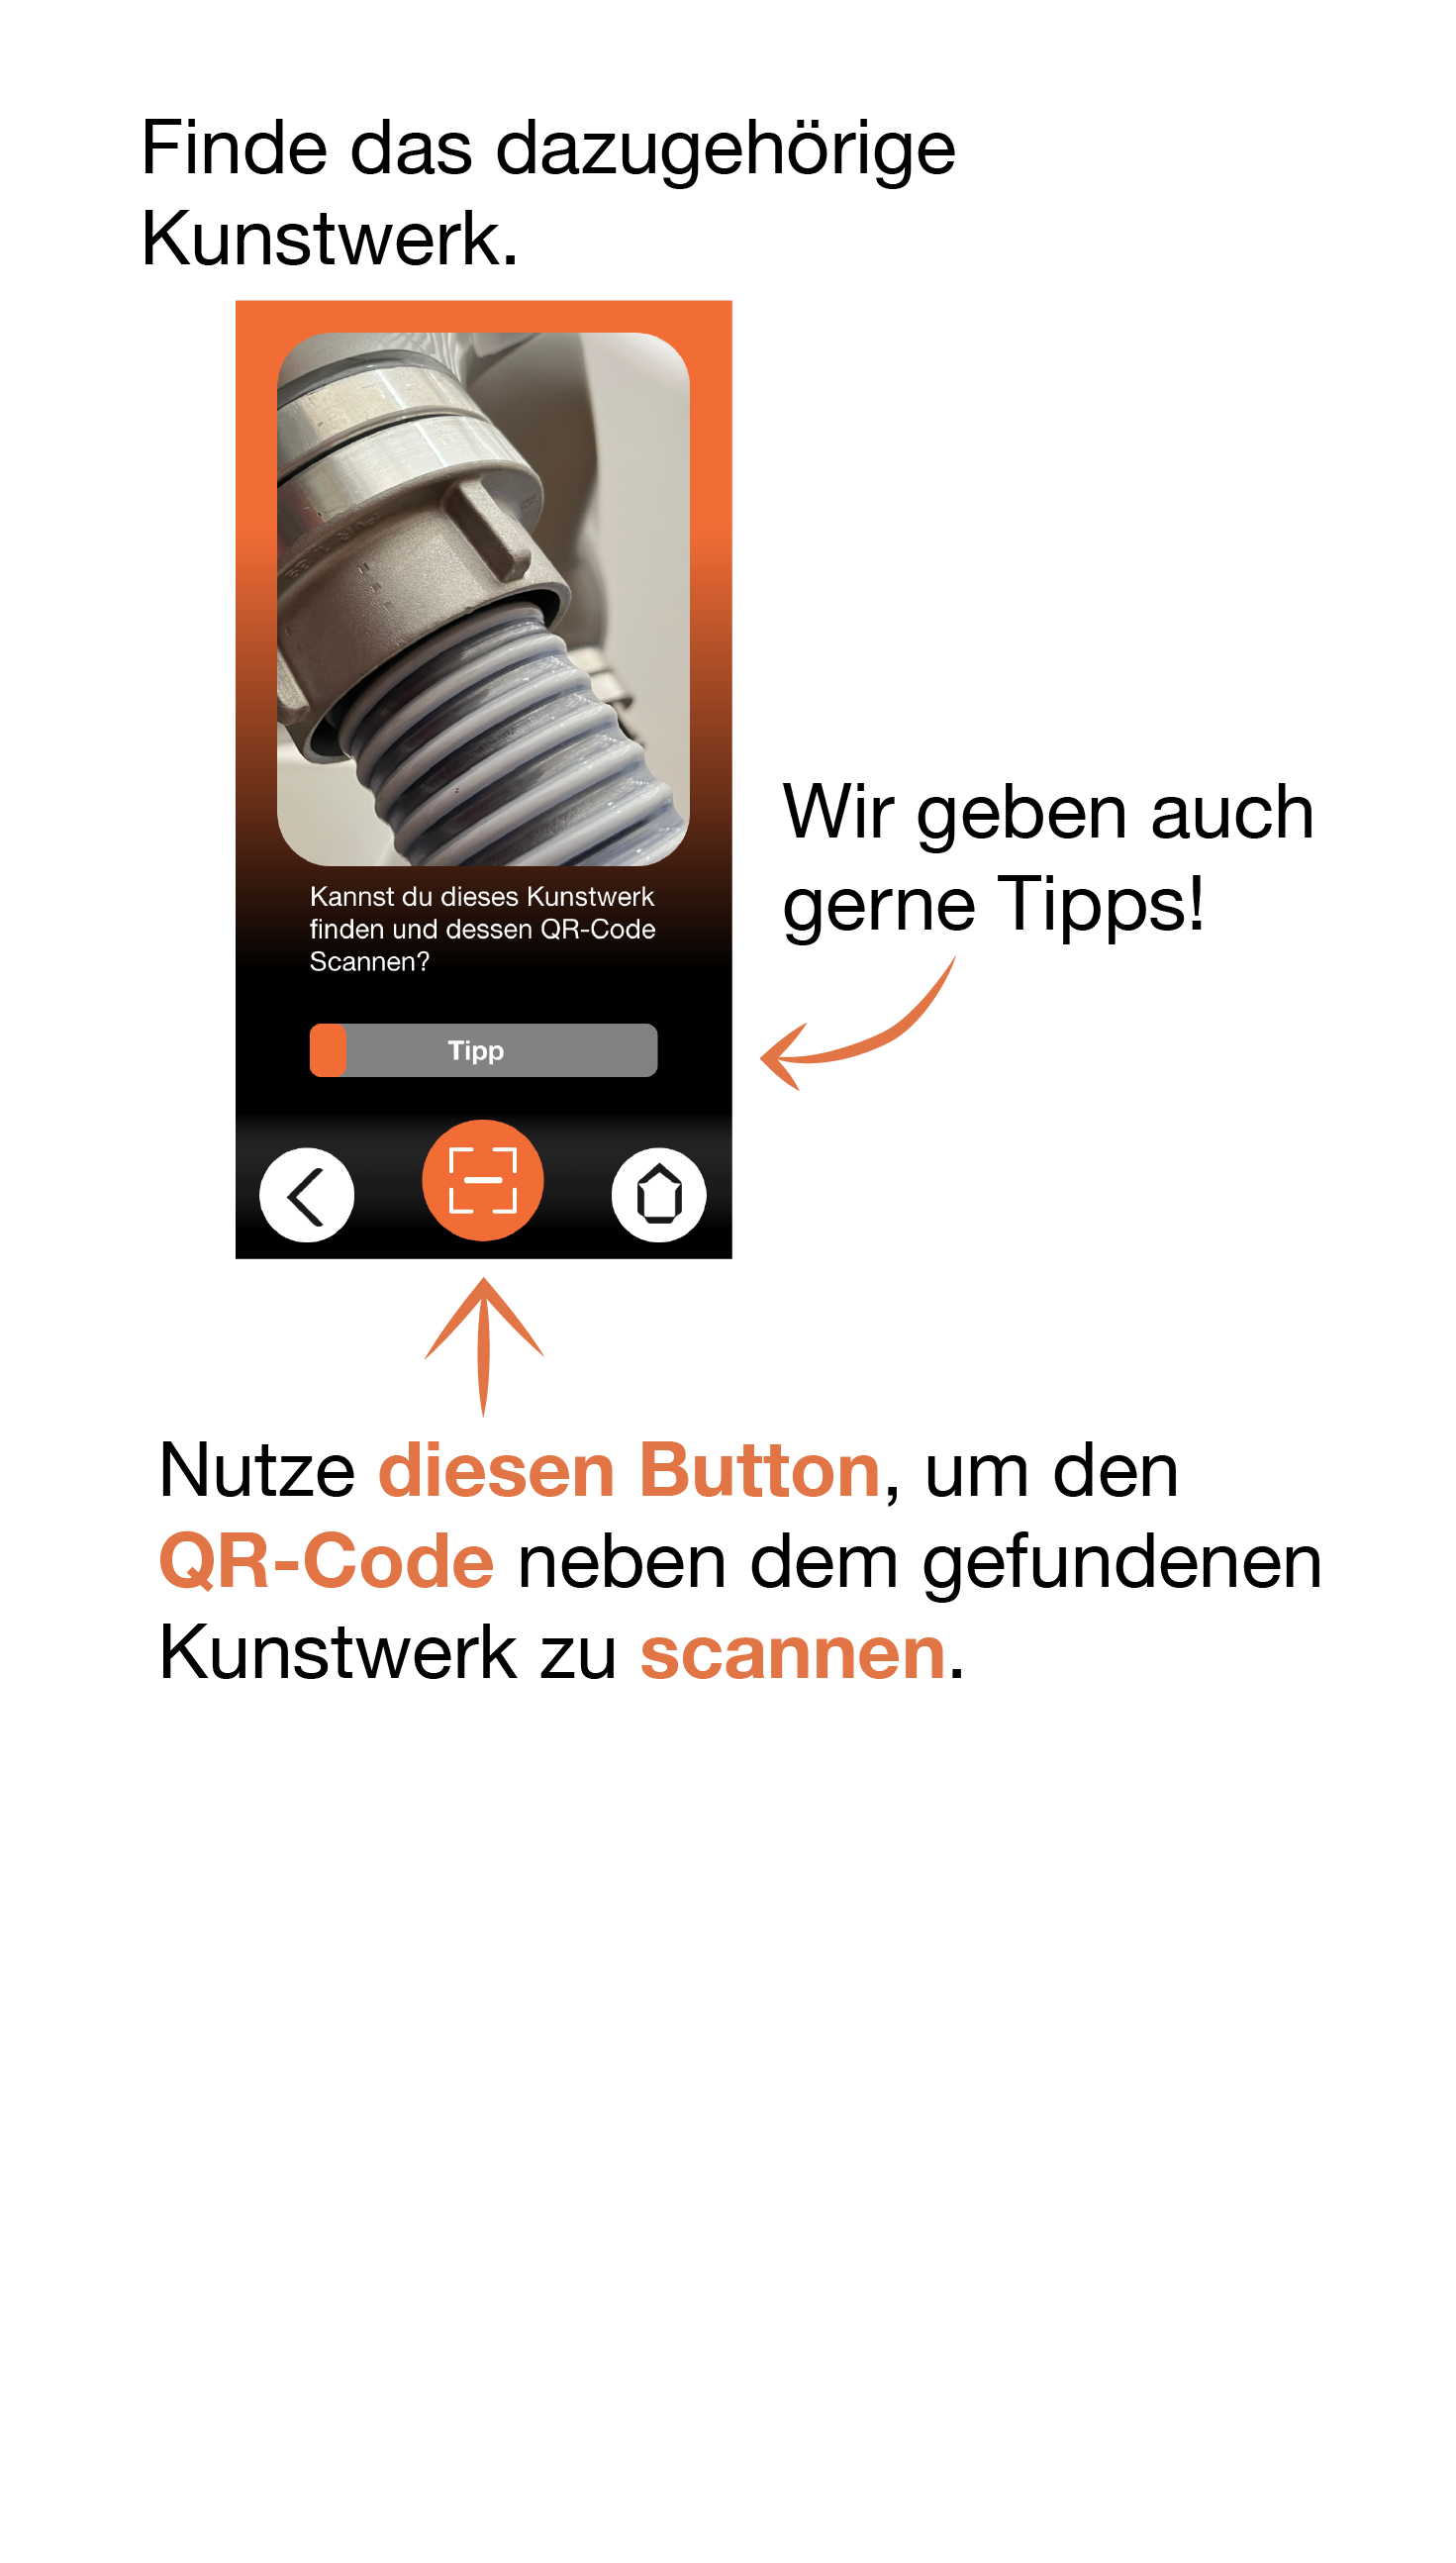 Finde das dazugehörige
Kunstwerk.
Kannst du dieses Kunstwerk
finden und dessen QR-Code
Scannen?
Wir geben auch
gerne Tipps!
Tipp
Nutze diesen Button, um den
QR-Code neben dem gefundenen
Kunstwerk zu scannen.